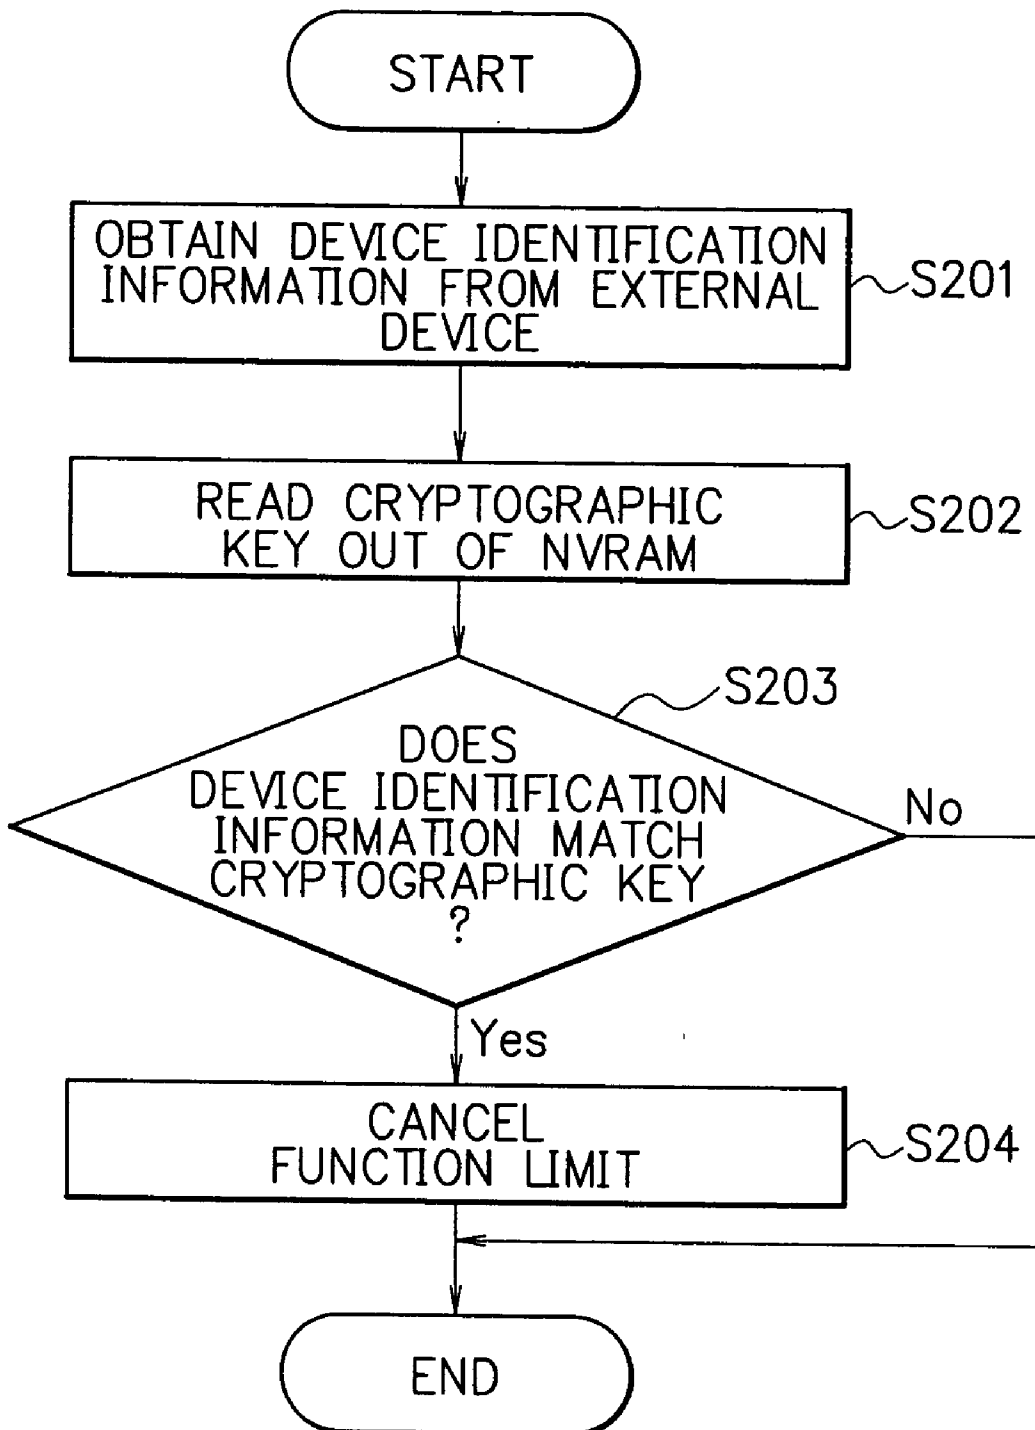 START
OBTAIN DEVICE IDENTIFICATION
INFORMATION FROM EXTERNAL
DEVICE
S201
READ CRYPTOGRAPHIC
KEY OUT OF NVRAM
S202
S203
DOES
DEVICE IDENTIFICATION
INFORMATION MATCH
CRYPTOGRAPHIC KEY
?
No
Yes
CANCEL
FUNCTION LIMIT
S204
END